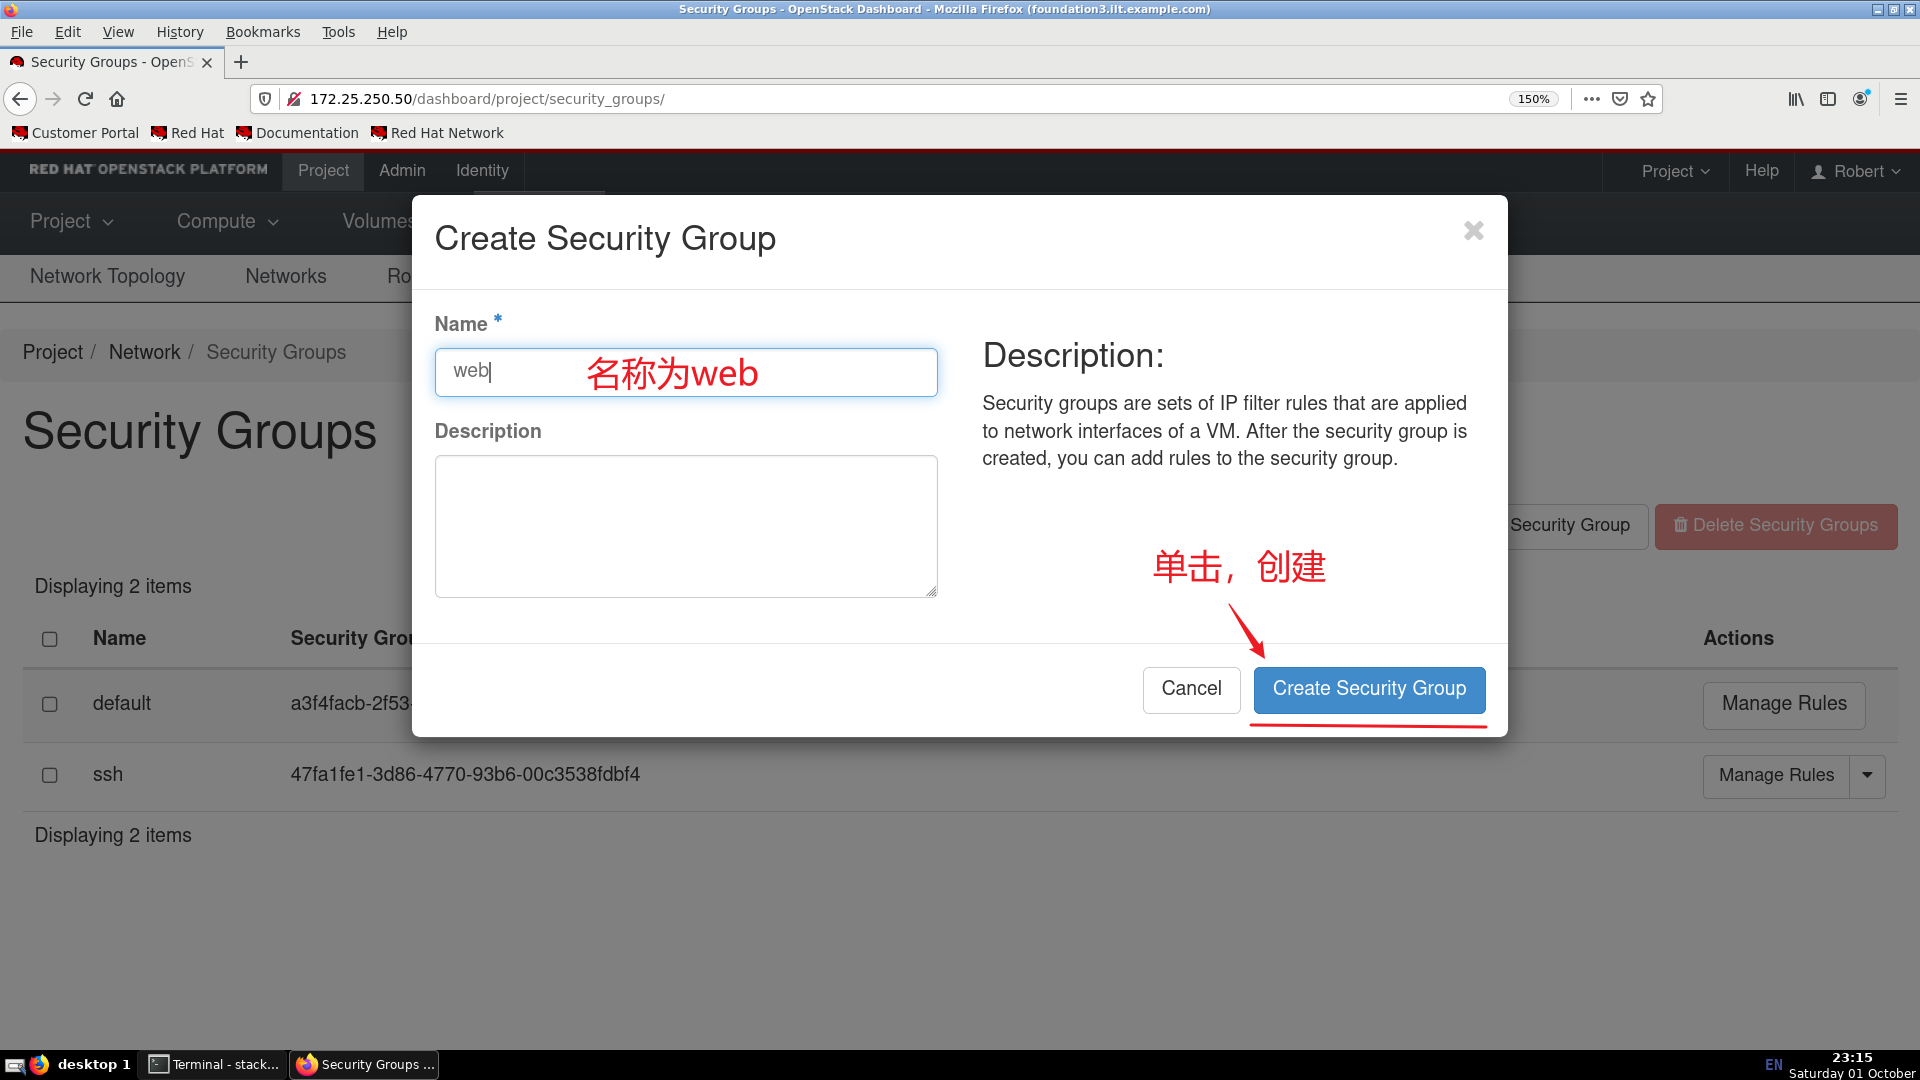 Security Groups - OpenStack Dashboard - Mozilla Firefox (foundation3.ilt.example.com)
File Edit View History Bookmarks Tools Help
Security Groups - OpenS
172.25.250.50/dashboard/project/security_groups/ 150%
Customer Portal Red Hat Documentation Red Hat Network
RED HAT OPENSTACK PLATFORM Project Admin Identity Project Help Robert
Project Compute Volumes
Network Topology Networks Ro
Project / Network / Security Groups
Security Groups
Create Security Group
Name *
web 名称为web
Description
Description:
Security groups are sets of IP filter rules that are applied
to network interfaces of a VM. After the security group is
created, you can add rules to the security group.
单击，创建
Cancel Create Security Group
Security Group Delete Security Groups
Displaying 2 items
Name Security Grou Actions
default a3f4facb-2f53- Manage Rules
ssh 47fa1fe1-3d86-4770-93b6-00c3538fdbf4 Manage Rules
Displaying 2 items
desktop 1 Terminal - stack... Security Groups ... EN 23:15
Saturday 01 October